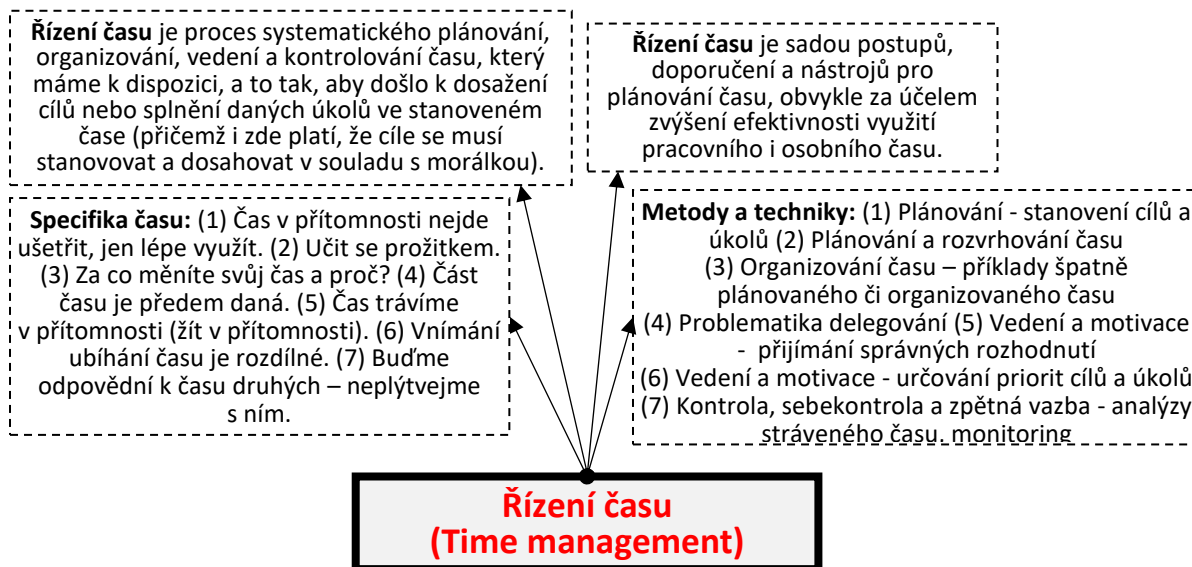 Řízení času je proces systematického plánování,
organizování, vedení a kontrolování času, který
máme k dispozici, a to tak, aby došlo k dosažení
cílů nebo splnění daných úkolů ve stanoveném
čase (přičemž i zde platí, že cíle se musí
stanovovat a dosahovat v souladu s morálkou).
Řízení času je sadou postupů,
doporučení a nástrojů pro
plánování času, obvykle za účelem
zvýšení efektivnosti využití
pracovního i osobního času.
Specifika času: (1) Čas v přítomnosti nejde
ušetřit, jen lépe využít. (2) Učit se prožitkem.
(3) Za co měníte svůj čas a proč? (4) Část
času je předem daná. (5) Čas trávíme
v přítomnosti (žít v přítomnosti). (6) Vnímání
ubíhání času je rozdílné. (7) Buďme
odpovědní k času druhých – neplýtvejme
s ním.
Metody a techniky: (1) Plánování - stanovení cílů a
úkolů (2) Plánování a rozvrhování času
(3) Organizování času – příklady špatně
plánovaného či organizovaného času
(4) Problematika delegování (5) Vedení a motivace
- přijímání správných rozhodnutí
(6) Vedení a motivace - určování priorit cílů a úkolů
(7) Kontrola, sebekontrola a zpětná vazba - analýzy
stráveného času, monitoring
Řízení času
(Time management)